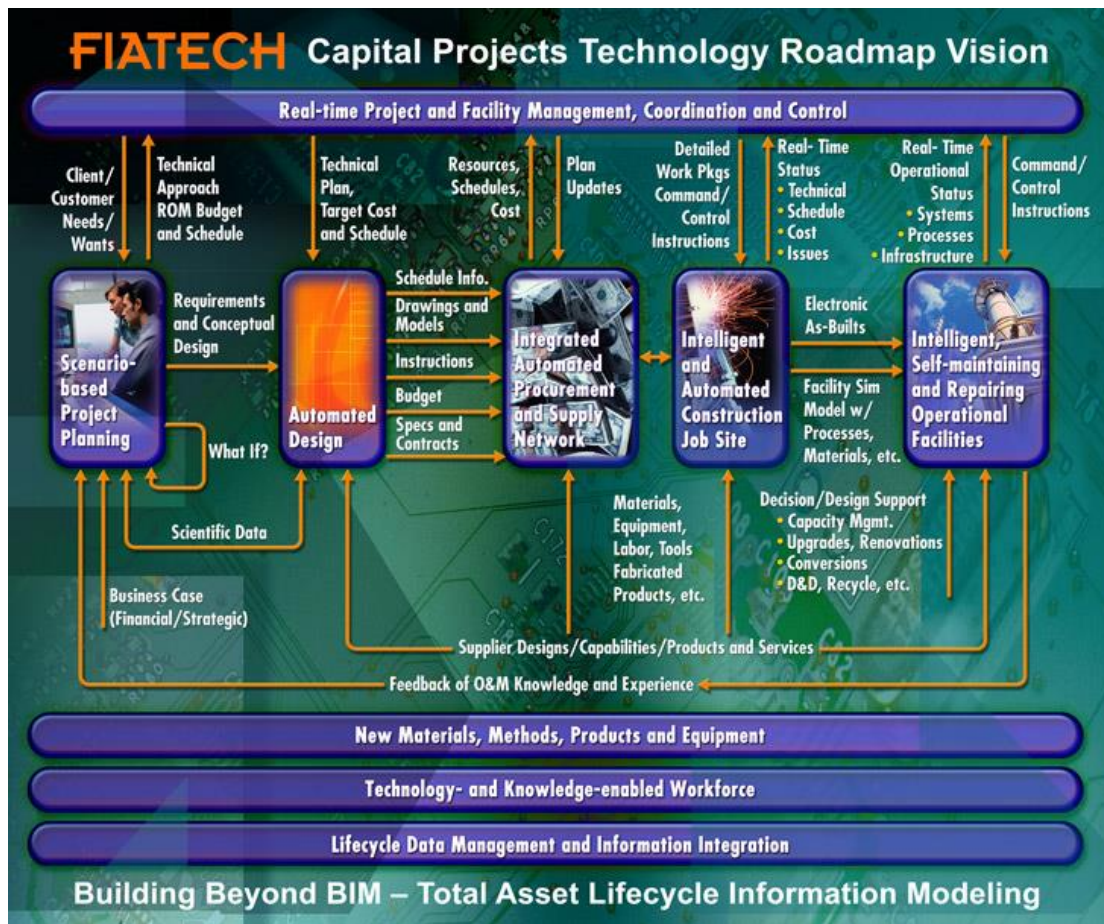 FIATECH Capital Projects Technology Roadmap Vision
Real-time Project and Facility Management, Coordination and Control
Client/
Customer
Needs/
Wants
Technical
Approach
ROM Budget
and Schedule
Technical
Plan,
Target Cost
and Schedule
Resources,
Schedules,
Cost
Plan
Updates
Detailed
Work Pkgs
Command/
Control
Instructions
Real- Time
Status
• Technical
• Schedule
• Cost
• Issues
Real- Time
Operational
Status
• Systems
• Processes
• Infrastructure
Command/
Control
Instructions
Scenario-
based
Project
Planning
Requirements
and Conceptual
Design
What If?
Automated
Design
Schedule Info.
Drawings and
Models
Instructions
Budget
Specs and
Contracts
Integrated
Automated
Procurement
and Supply
Network
Intelligent
and
Automated
Construction
Job Site
Electronic
As-Builts
Facility Sim
Model w/
Processes,
Materials, etc.
Intelligent,
Self-maintaining
and Repairing
Operational
Facilities
Scientific Data
Business Case
(Financial/Strategic)
Materials,
Equipment,
Labor, Tools
Fabricated
Products, etc.
Decision/Design Support
• Capacity Mgmt.
• Upgrades, Renovations
• Conversions
• D&D, Recycle, etc.
Supplier Designs/Capabilities/Products and Services
Feedback of O&M Knowledge and Experience
New Materials, Methods, Products and Equipment
Technology- and Knowledge-enabled Workforce
Lifecycle Data Management and Information Integration
Building Beyond BIM – Total Asset Lifecycle Information Modeling